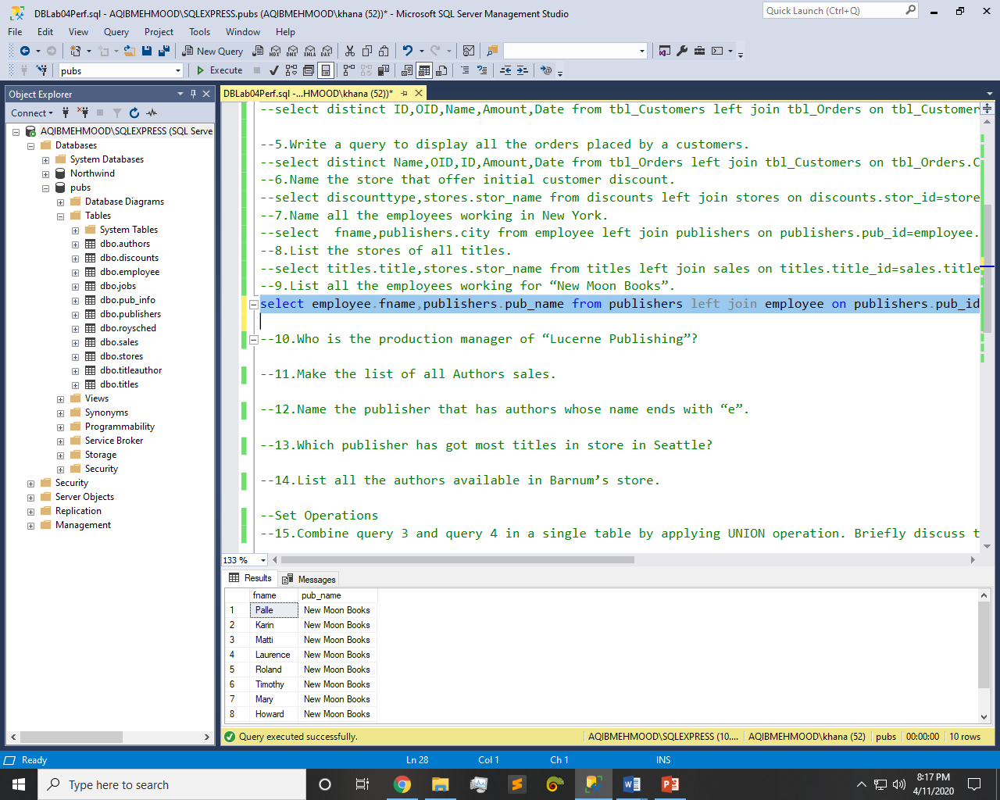 DBLab04Perf.sql - AQIBMEHMOOD\SQLEXPRESS.pubs (AQIBMEHMOOD\khana (52))* - Microsoft SQL Server Management Studio
Quick Launch (Ctrl+Q)
File Edit View Query Project Tools Window Help
New Query
MDX DMX XMLA DAX
pubs
Execute
Object Explorer
Connect
AQIBMEHMOOD\SQLEXPRESS (SQL Serve
Databases
System Databases
Northwind
pubs
Database Diagrams
Tables
System Tables
dbo.authors
dbo.discounts
dbo.employee
dbo.jobs
dbo.pub_info
dbo.publishers
dbo.roysched
dbo.sales
dbo.stores
dbo.titleauthor
dbo.titles
Views
Synonyms
Programmability
Service Broker
Storage
Security
Security
Server Objects
Replication
Management
DBLab04Perf.sql -...HMOOD\khana (52))*
--select distinct ID,OID,Name,Amount,Date from tbl_Customers left join tbl_Orders on tbl_Customer
--5.Write a query to display all the orders placed by a customers.
--select distinct Name,OID,ID,Amount,Date from tbl_Orders left join tbl_Customers on tbl_Orders.C
--6.Name the store that offer initial customer discount.
--select discounttype,stores.stor_name from discounts left join stores on discounts.stor_id=store
--7.Name all the employees working in New York.
--select  fname,publishers.city from employee left join publishers on publishers.pub_id=employee.
--8.List the stores of all titles.
--select titles.title,stores.stor_name from titles left join sales on titles.title_id=sales.title
--9.List all the employees working for “New Moon Books”.
select employee.fname,publishers.pub_name from publishers left join employee on publishers.pub_id
--10.Who is the production manager of “Lucerne Publishing”?
--11.Make the list of all Authors sales.
--12.Name the publisher that has authors whose name ends with “e”.
--13.Which publisher has got most titles in store in Seattle?
--14.List all the authors available in Barnum’s store.
--Set Operations
--15.Combine query 3 and query 4 in a single table by applying UNION operation. Briefly discuss t
133 %
Results Messages
fname pub_name
1 Palle New Moon Books
2 Karin New Moon Books
3 Matti New Moon Books
4 Laurence New Moon Books
5 Roland New Moon Books
6 Timothy New Moon Books
7 Mary New Moon Books
8 Howard New Moon Books
Query executed successfully.
AQIBMEHMOOD\SQLEXPRESS (10.... AQIBMEHMOOD\khana (52) pubs 00:00:00 10 rows
Ready Ln 28 Col 1 Ch 1 INS
Type here to search
8:17 PM
4/11/2020